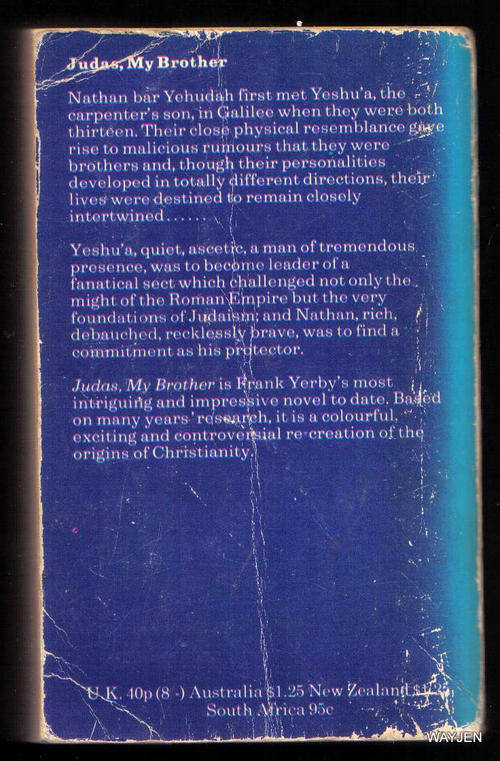 Judas, My Brother
Nathan bar Yehudah first met Yeshu'a, the
carpenter's son, in Galilee when they were both
thirteen. Their close physical resemblance gave
rise to malicious rumours that they were
brothers and, though their personalities
developed in totally different directions, their
lives were destined to remain closely
intertwined......
Yeshu'a, quiet, ascetic, a man of tremendous
presence, was to become leader of a
fanatical sect which challenged not only the
might of the Roman Empire but the very
foundations of Judaism; and Nathan, rich,
debauched, recklessly brave, was to find a
commitment as his protector.
Judas, My Brother is Frank Yerby's most
intriguing and impressive novel to date. Based
on many years' research, it is a colourful,
exciting and controversial re-creation of the
origins of Christianity.
U.K. 40p (8/-) Australia $1.25 New Zealand
South Africa 95c
WAYJEN